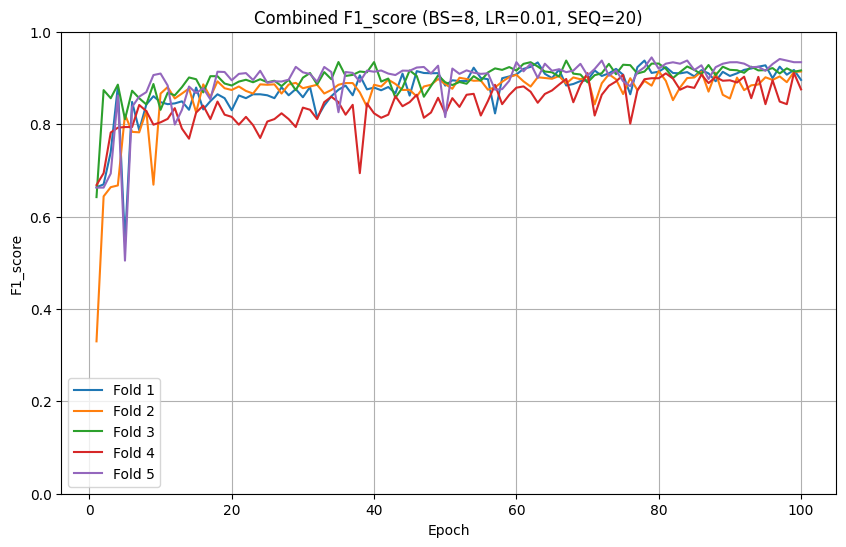 Combined F1_score (BS=8, LR=0.01, SEQ=20)
1.0
0.8
0.6
0.4
0.2
0.0
F1_score
Fold 1
Fold 2
Fold 3
Fold 4
Fold 5
0 20 40 60 80 100
Epoch